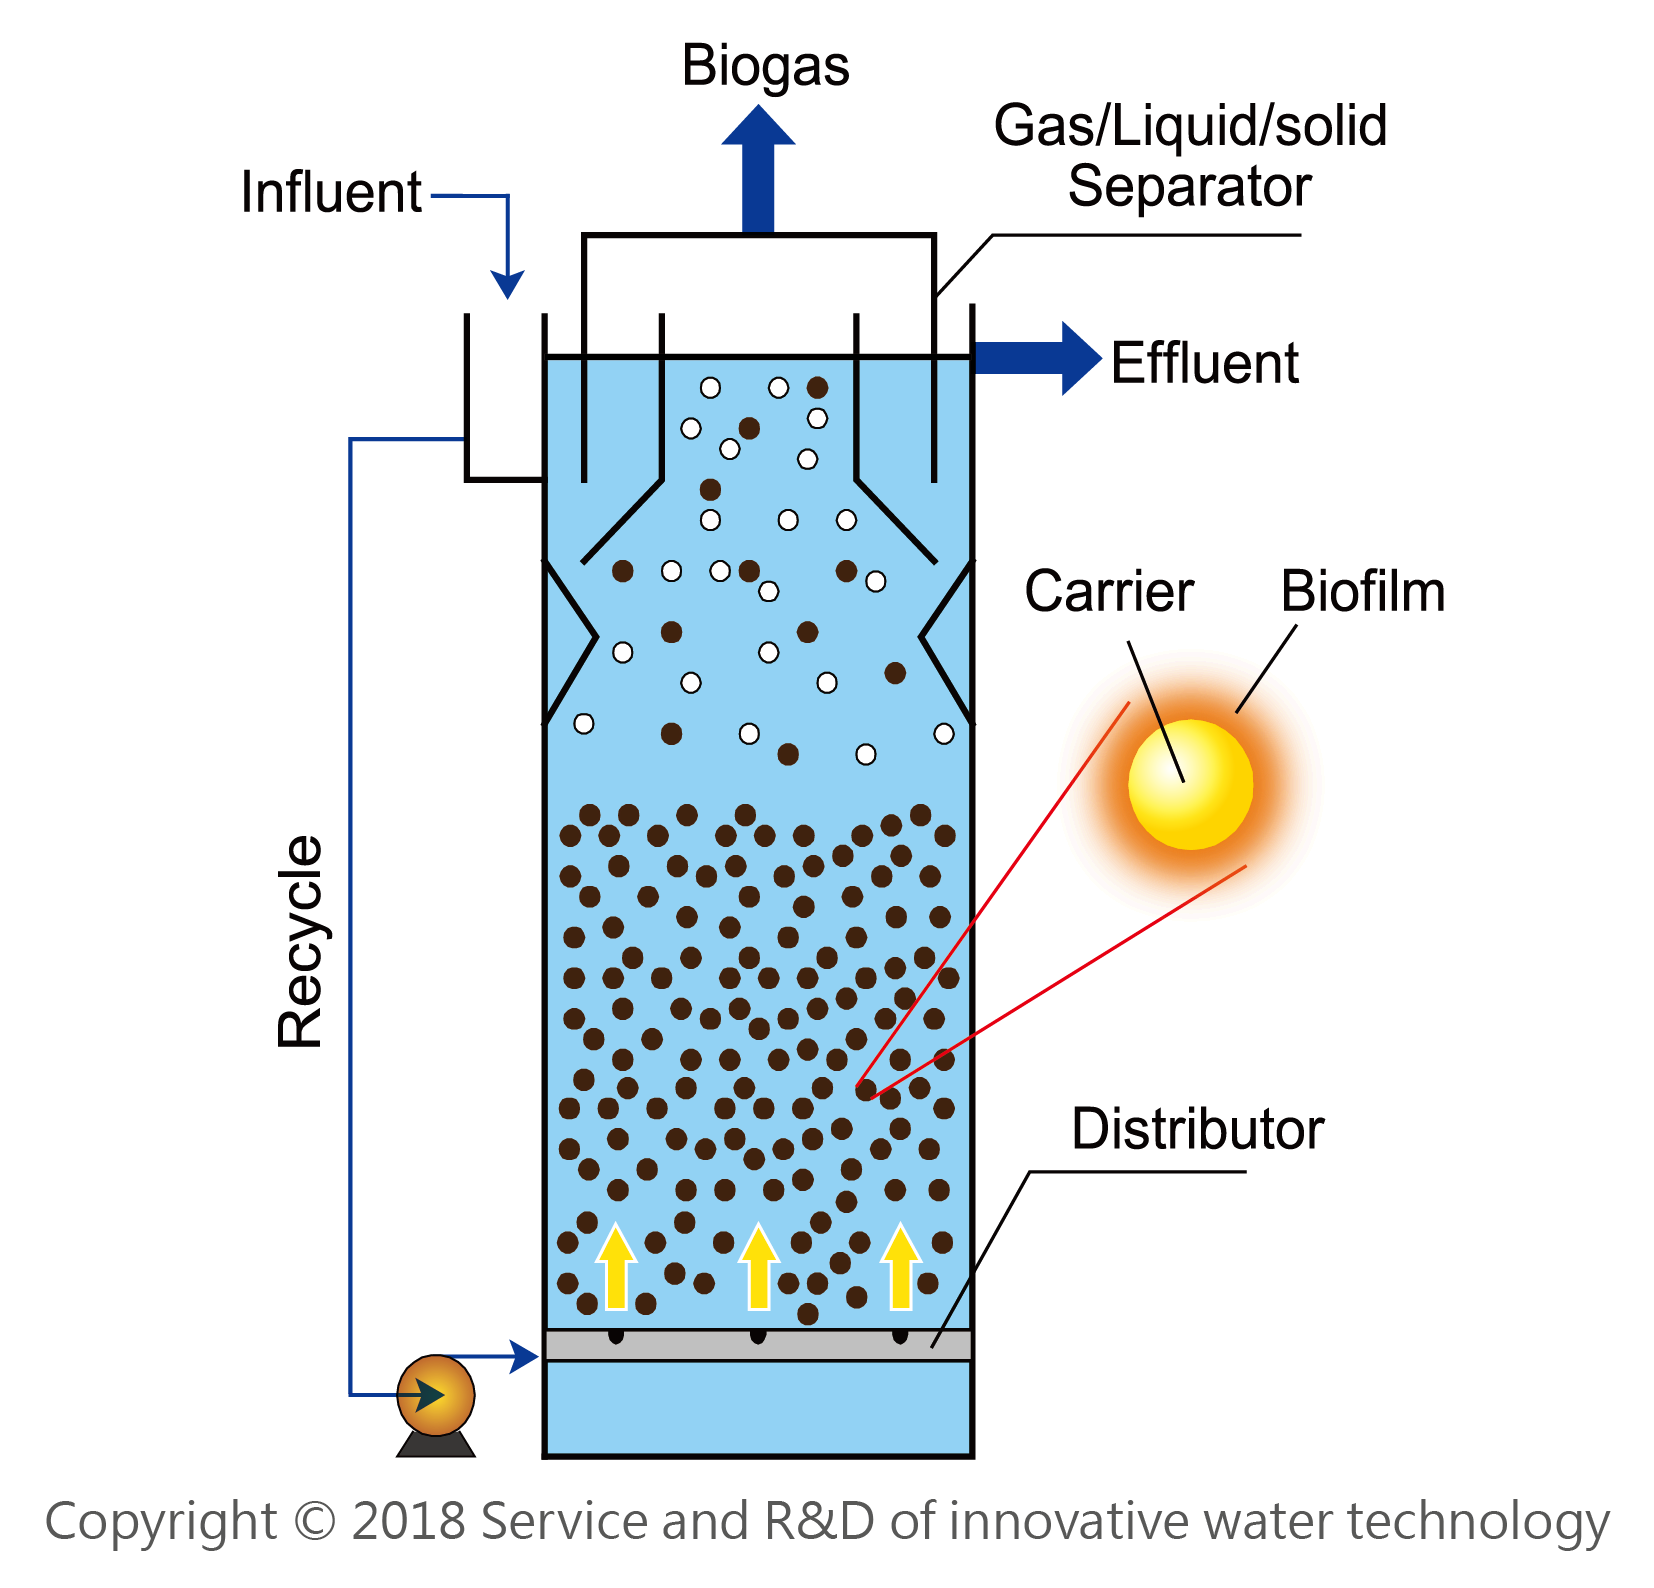 Biogas
Gas/Liquid/solid
Separator
Influent
Effluent
Carrier
Biofilm
Recycle
Distributor
Copyright © 2018 Service and R&D of innovative water technology